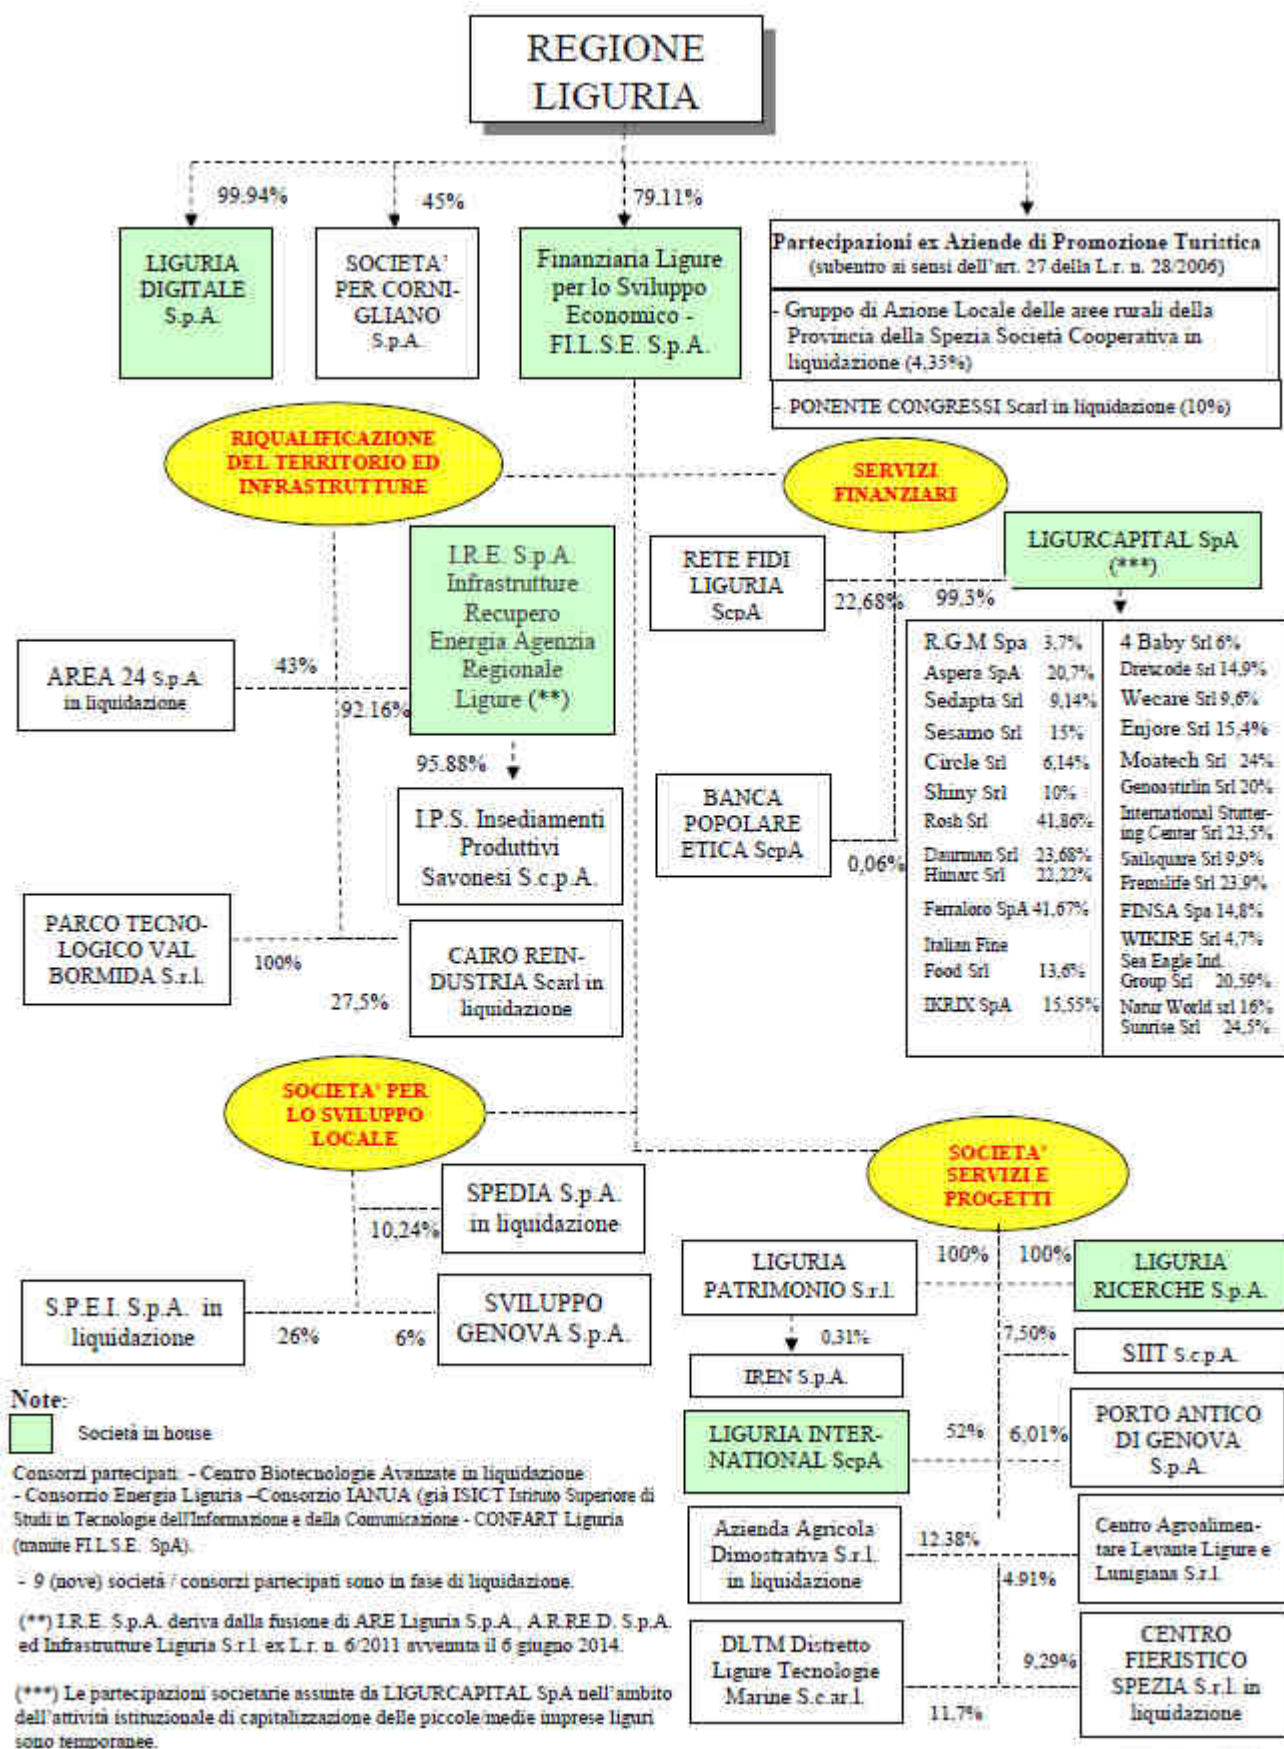 REGIONE
LIGURIA
99.94%
45%
79.11%
LIGURIA
DIGITALE
S.p.A.
SOCIETA'
PER CORNI-
GLIANO
S.p.A.
Finanziaria Ligure
per lo Sviluppo
Economico -
FI.L.S.E. S.p.A.
Partecipazioni ex Aziende di Promozione Turistica
(subentro ai sensi dell'art. 27 della L.r. n. 28/2006)
- Gruppo di Azione Locale delle aree rurali della
Provincia della Spezia Società Cooperativa in
liquidazione (4,35%)
- PONENTE CONGRESSI Scarl in liquidazione (10%)
RIQUALIFICAZIONE
DEL TERRITORIO ED
INFRASTRUTTURE
SERVIZI
FINANZIARI
I.R.E. S.p.A.
Infrastrutture
Recupero
Energia Agenzia
Regionale
Ligure (**)
RETE FIDI
LIGURIA
ScpA
22,68%
99,3%
LIGURCAPITAL SpA
(***)
AREA 24 S.p.A.
in liquidazione
43%
92.16%
95.88%
I.P.S. Insediamenti
Produttivi
Savonesi S.c.p.A.
BANCA
POPOLARE
ETICA ScpA
0,06%
R.G.M Spa 3,7%
Aspera SpA 20,7%
Sedapta Srl 9,14%
Sesamo Srl 15%
Circle Srl 6,14%
Shiny Srl 10%
Rosh Srl 41,86%
Daurman Srl 23,68%
Himarc Srl 22,22%
Ferraloro SpA 41,67%
Italian Fine
Food Srl 13,6%
IKRIX SpA 15,55%
4 Baby Srl 6%
Drexcode Srl 14,9%
Wecare Srl 9,6%
Enjore Srl 15,4%
Moatech Srl 24%
Genoastirlin Srl 20%
International Stutter-
ing Center Srl 23,5%
Sailsquare Srl 9,9%
Fremslife Srl 23,9%
FINSA Spa 14,8%
WIKIRE Srl 4,7%
Sea Eagle Ind.
Group Srl 20,59%
Natur World srl 16%
Sunrise Srl 24,5%
PARCO TECNO-
LOGICO VAL
BORMIDA S.r.l.
100%
27,5%
CAIRO REIN-
DUSTRIA Scarl in
liquidazione
SOCIETA' PER
LO SVILUPPO
LOCALE
SOCIETA'
SERVIZI E
PROGETTI
SPEDIA S.p.A.
in liquidazione
10,24%
S.P.E.I. S.p.A. in
liquidazione
26%
6%
SVILUPPO
GENOVA S.p.A.
LIGURIA
PATRIMONIO S.r.l.
100%
100%
LIGURIA
RICERCHE S.p.A.
0,31%
7,50%
IREN S.p.A.
SIIT S.c.p.A.
LIGURIA INTER-
NATIONAL ScpA
52%
6,01%
PORTO ANTICO
DI GENOVA
S.p.A.
Azienda Agricola
Dimostrativa S.r.l.
in liquidazione
12.38%
4.91%
Centro Agroalimen-
tare Levante Ligure e
Lunigiana S.r.l.
DLTM Distretto
Ligure Tecnologie
Marine S.c.ar.l.
11,7%
9,29%
CENTRO
FIERISTICO
SPEZIA S.r.l. in
liquidazione
Note:
Società in house
Consorzi partecipati: - Centro Biotecnologie Avanzate in liquidazione
- Consorzio Energia Liguria –Consorzio IANUA (già ISICT Istituto Superiore di
Studi in Tecnologie dell'Informazione e della Comunicazione - CONFART Liguria
(tramite FI.L.S.E. SpA).
- 9 (nove) società / consorzi partecipati sono in fase di liquidazione.
(**) I.R.E. S.p.A. deriva dalla fusione di ARE Liguria S.p.A., A.R.RE.D. S.p.A.
ed Infrastrutture Liguria S.r.l. ex L.r. n. 6/2011 avvenuta il 6 giugno 2014.
(***) Le partecipazioni societarie assunte da LIGURCAPITAL SpA nell'ambito
dell'attività istituzionale di capitalizzazione delle piccole/medie imprese liguri
sono temporanee.